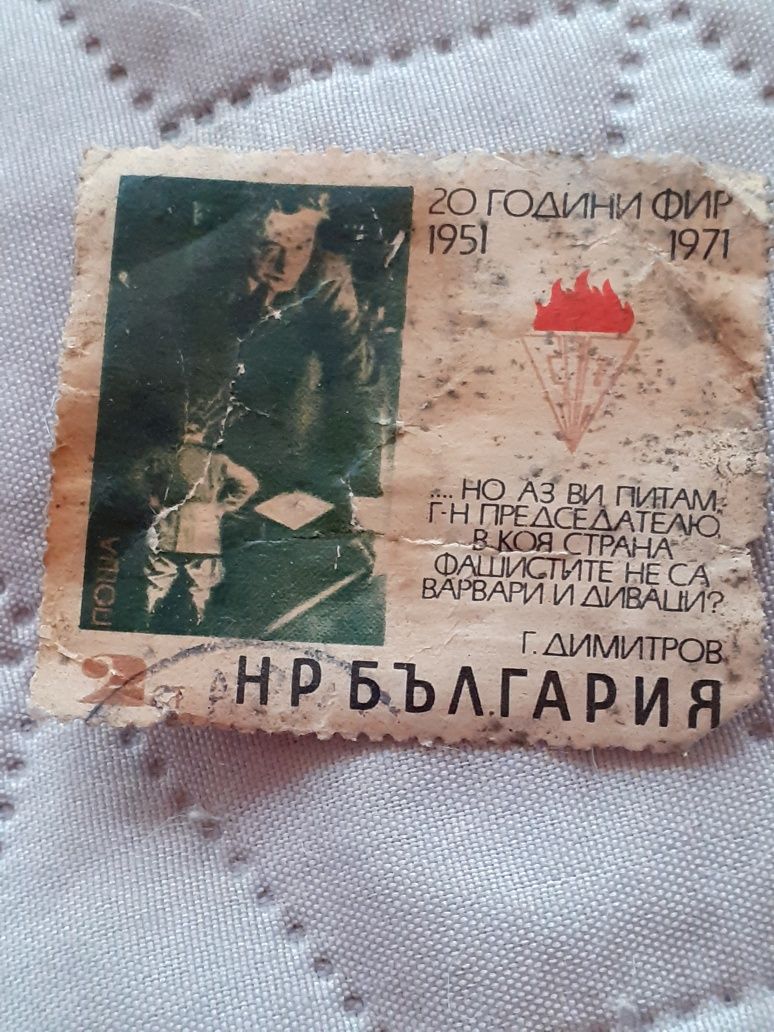 20 ГОДИНИ ФИР
1951 1971
.... НО АЗ ВИ ПИТАМ,
Г-Н ПРЕДСЕДАТЕЛЮ,
В КОЯ СТРАНА
ФАШИСТИТЕ НЕ СА
ВАРВАРИ И ДИВАЦИ?
Г. ДИМИТРОВ
ПОЩА
2 ст
НР БЪЛГАРИЯ